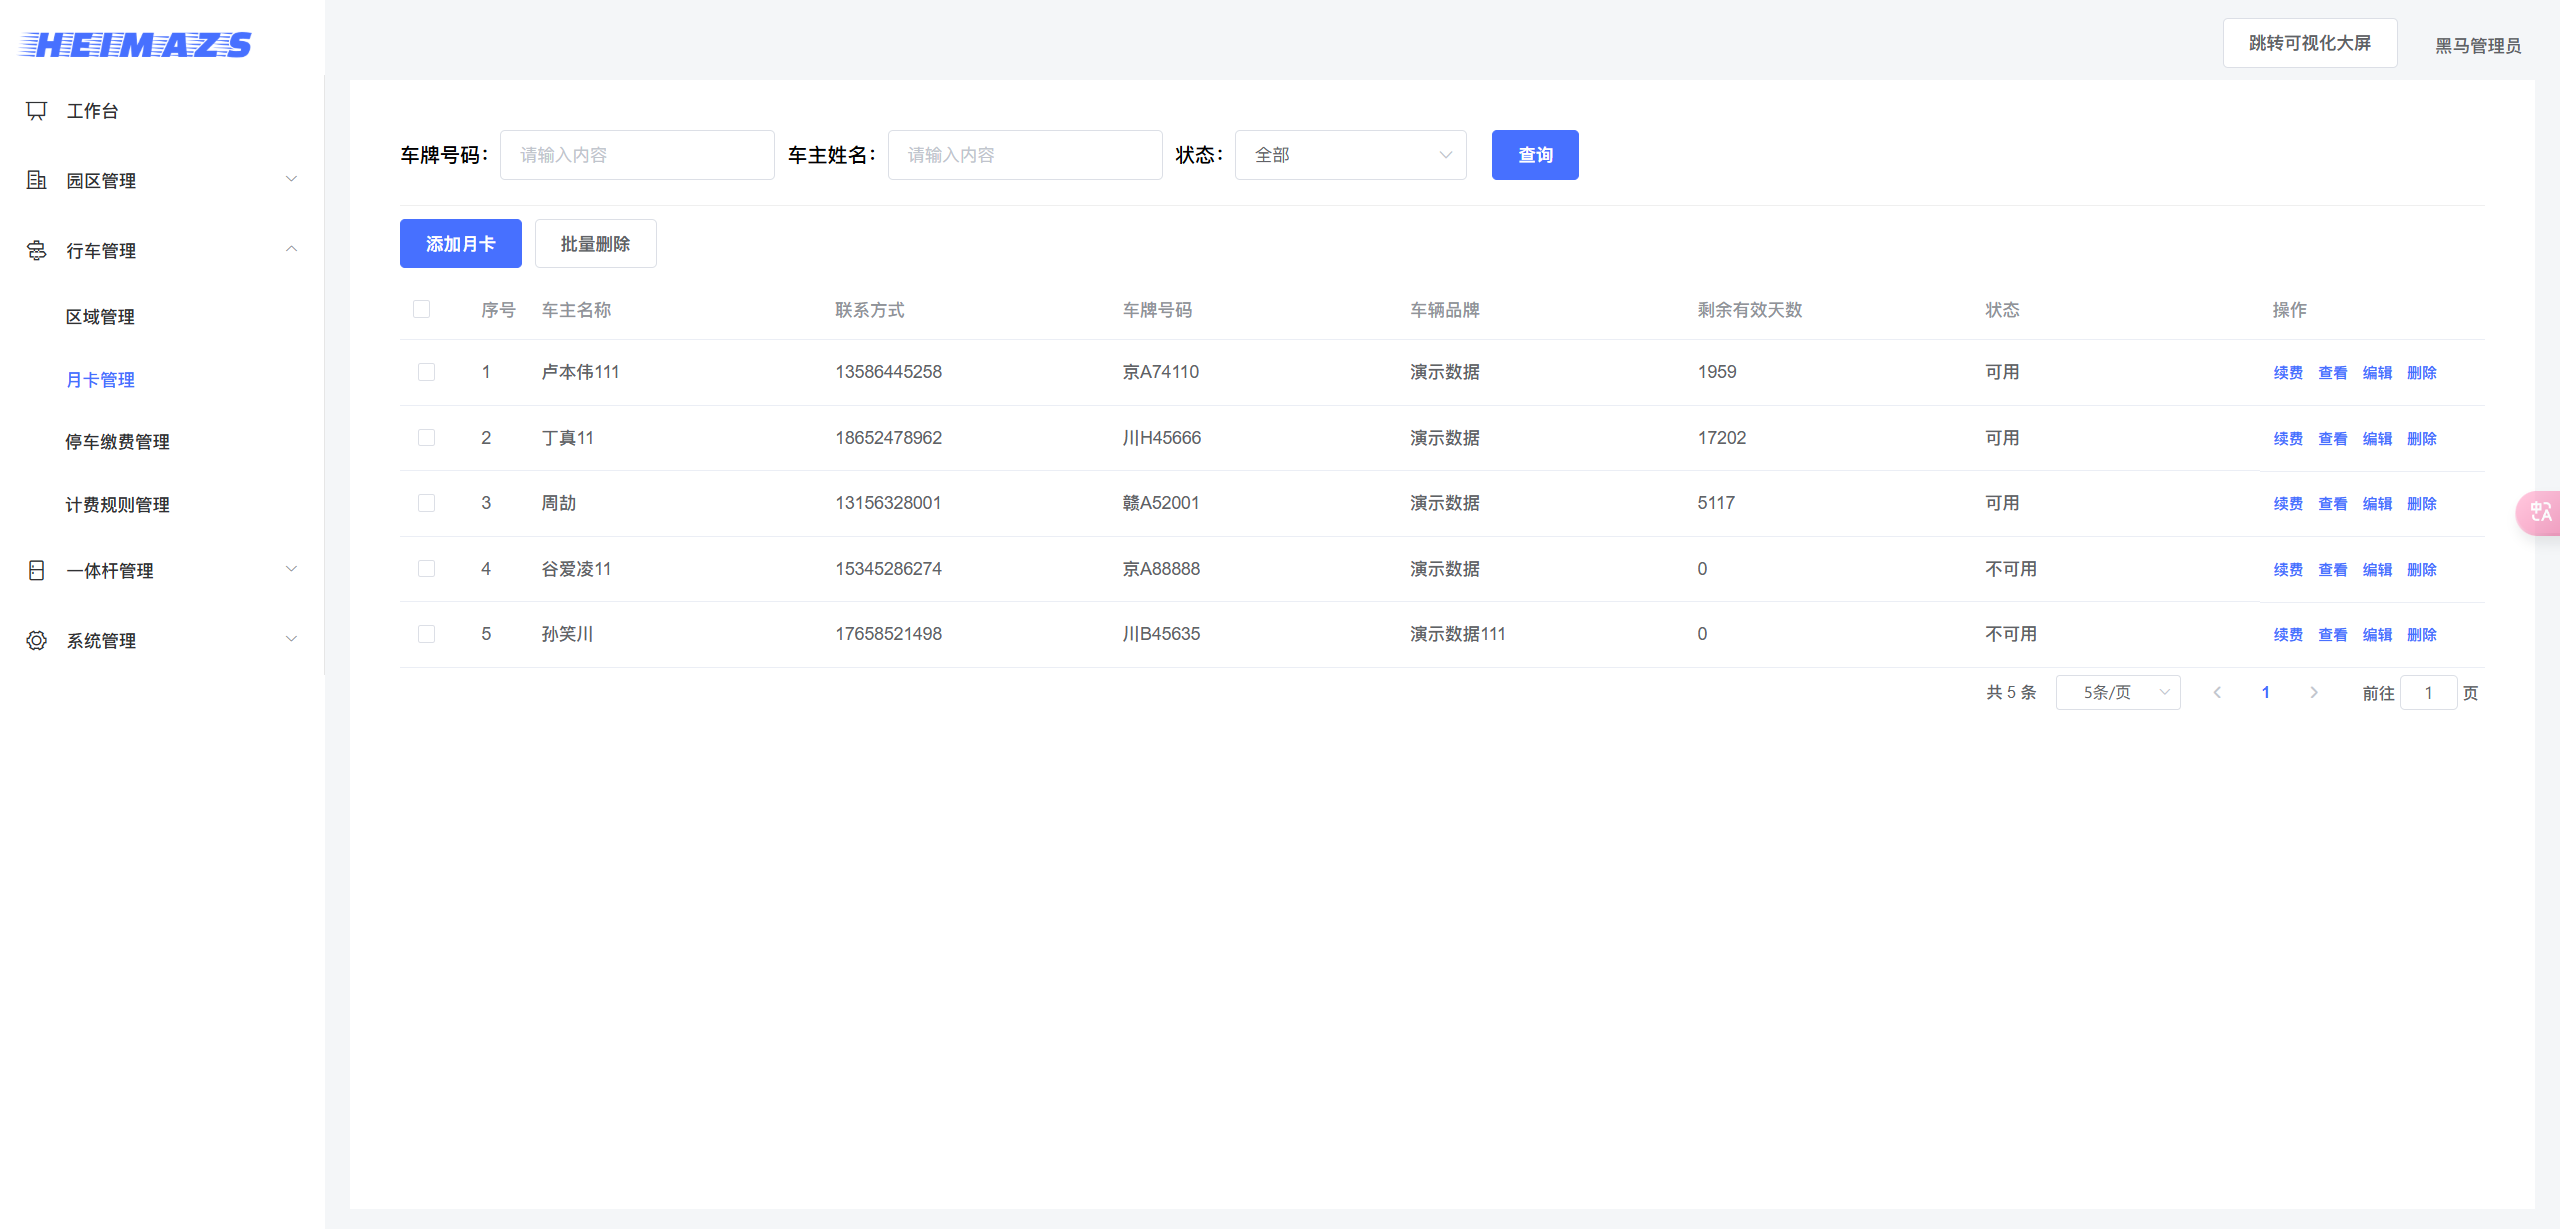 HEIMAZS
跳转可视化大屏 黑马管理员
工作台
园区管理
行车管理
区域管理
月卡管理
停车缴费管理
计费规则管理
一体杆管理
系统管理
车牌号码： 请输入内容 车主姓名： 请输入内容 状态： 全部 查询
添加月卡 批量删除
序号 车主名称 联系方式 车牌号码 车辆品牌 剩余有效天数 状态 操作
1 卢本伟111 13586445258 京A74110 演示数据 1959 可用 续费 查看 编辑 删除
2 丁真11 18652478962 川H45666 演示数据 17202 可用 续费 查看 编辑 删除
3 周劼 13156328001 赣A52001 演示数据 5117 可用 续费 查看 编辑 删除
4 谷爱凌11 15345286274 京A88888 演示数据 0 不可用 续费 查看 编辑 删除
5 孙笑川 17658521498 川B45635 演示数据111 0 不可用 续费 查看 编辑 删除
共 5 条 5条/页 1 前往 1 页
中A